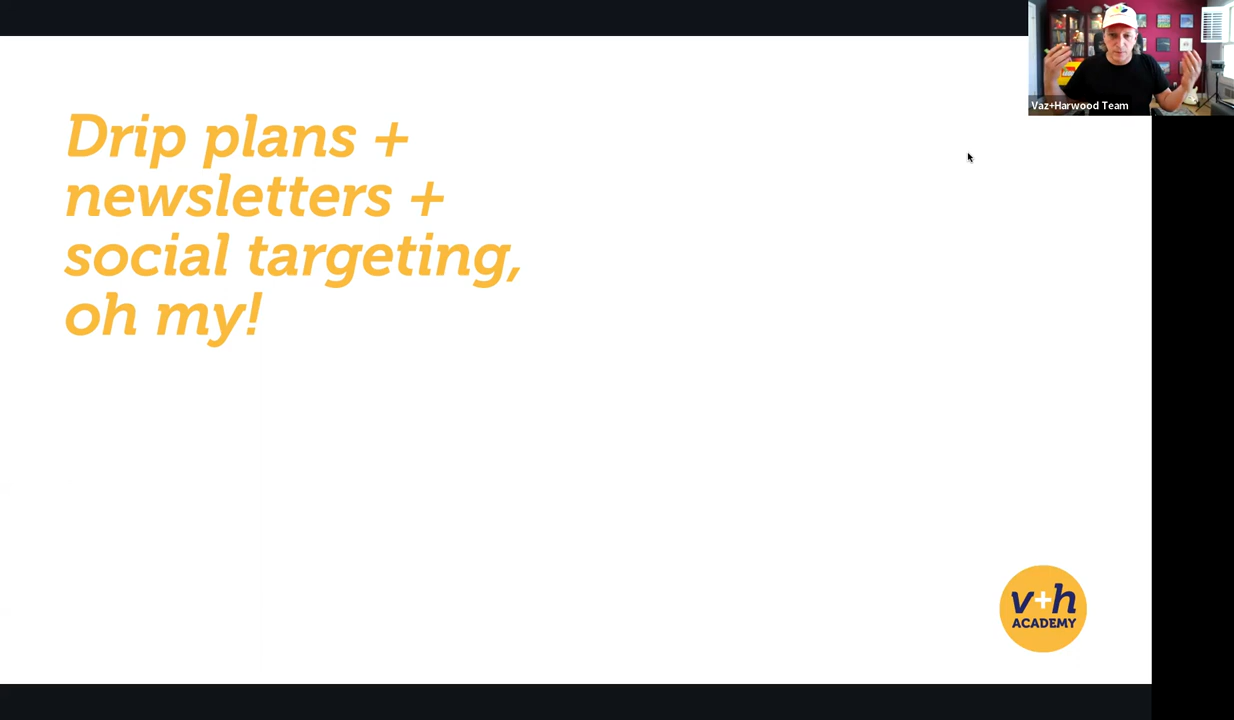 Drip plans +
newsletters +
social targeting,
oh my!
Vaz+Harwood Team
v+h
ACADEMY